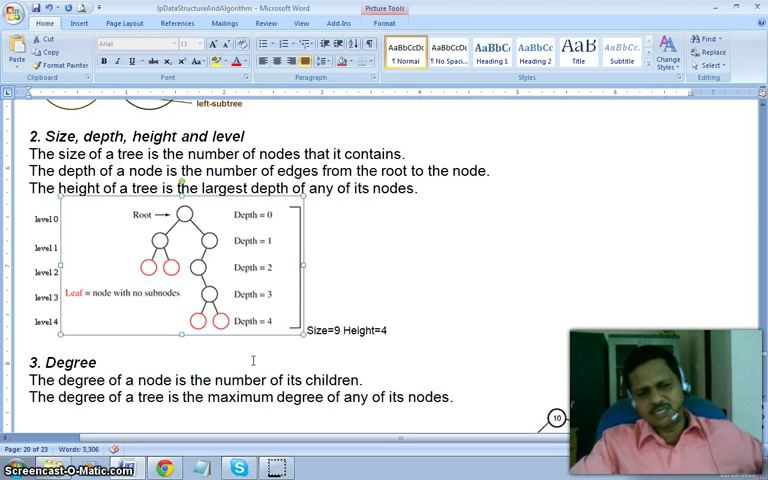 JpDataStructureAndAlgorithm - Microsoft Word
Picture Tools
Home Insert Page Layout References Mailings Review View Add-Ins Format
Cut
Copy
Format Painter
Paste
Clipboard
Arial
Font
Paragraph
AaBbCcDc AaBbCcDc AaBbCc AaBbCc AaB AaBbCc.
¶ Normal ¶ No Spaci... Heading 1 Heading 2 Title Subtitle
Change Styles
Styles
Find
Replace
Select
Editing
left-subtree
2. Size, depth, height and level
The size of a tree is the number of nodes that it contains.
The depth of a node is the number of edges from the root to the node.
The height of a tree is the largest depth of any of its nodes.
level 0 Root Depth = 0
level 1 Depth = 1
level 2 Depth = 2
level 3 Leaf = node with no subnodes Depth = 3
level 4 Depth = 4
Size=9 Height=4
3. Degree
The degree of a node is the number of its children.
The degree of a tree is the maximum degree of any of its nodes.
10
Page: 20 of 23 Words: 3,306
Screencast-O-Matic.com